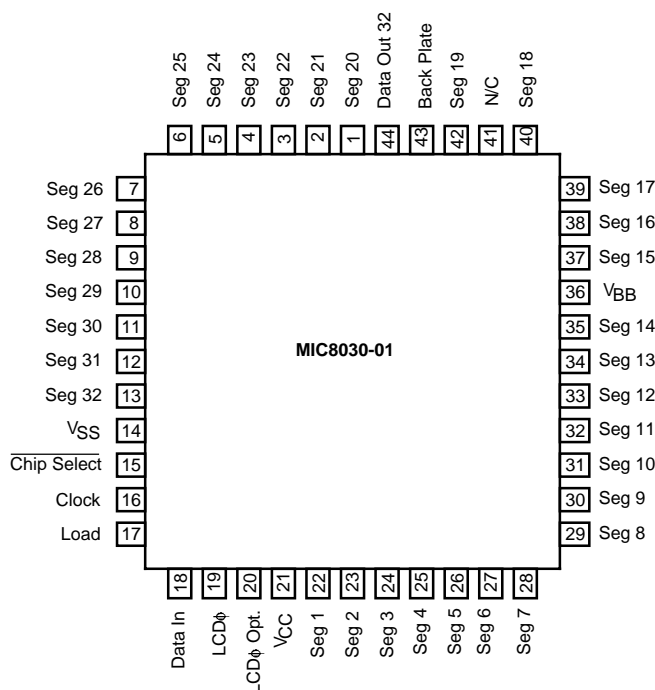 Seg 25
Seg 24
Seg 23
Seg 22
Seg 21
Seg 20
Data Out 32
Back Plate
Seg 19
N/C
Seg 18
6
5
4
3
2
1
44
43
42
41
40
Seg 26 7
Seg 27 8
Seg 28 9
Seg 29 10
Seg 30 11
Seg 31 12
Seg 32 13
VSS 14
Chip Select 15
Clock 16
Load 17
MIC8030-01
39 Seg 17
38 Seg 16
37 Seg 15
36 VBB
35 Seg 14
34 Seg 13
33 Seg 12
32 Seg 11
31 Seg 10
30 Seg 9
29 Seg 8
18
19
20
21
22
23
24
25
26
27
28
Data In
LCDϕ
LCDϕ Opt.
VCC
Seg 1
Seg 2
Seg 3
Seg 4
Seg 5
Seg 6
Seg 7